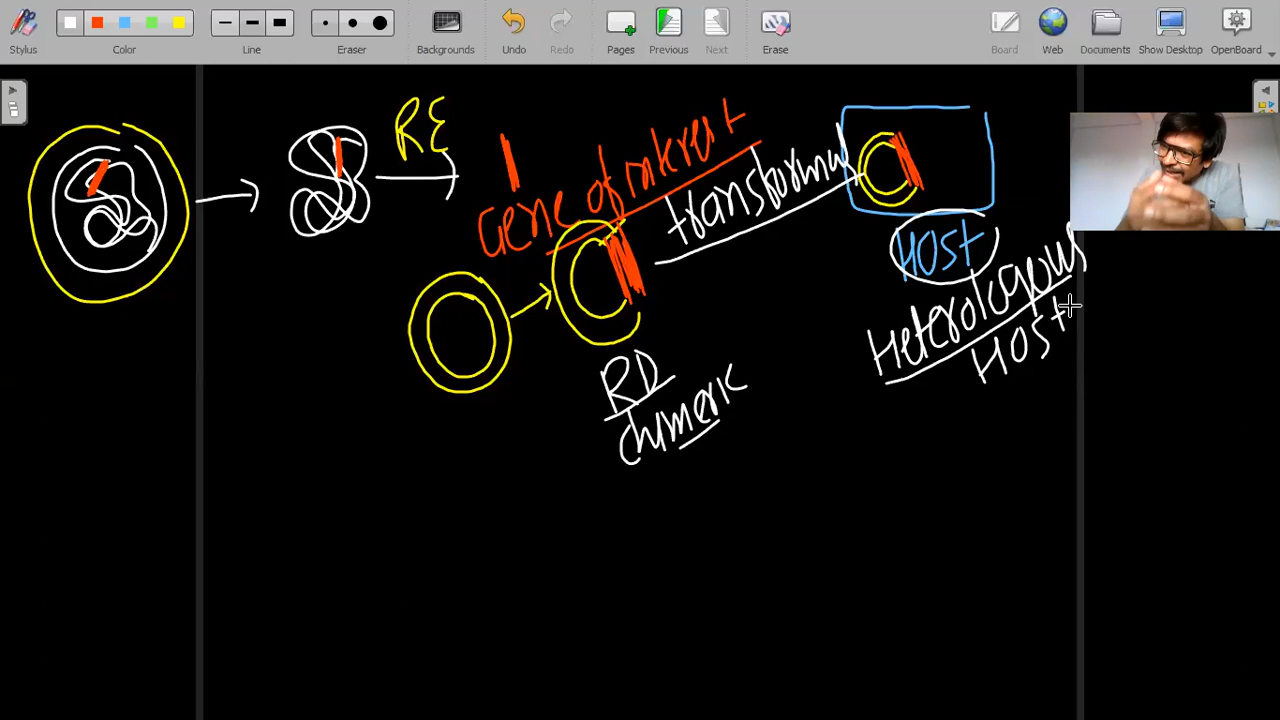 Stylus
Color
Line
Eraser
Backgrounds
Undo
Redo
Pages
Previous
Next
Erase
Board
Web
Documents
Show Desktop
OpenBoard
RE
Gene of interest
HOST
Heterologous
HOST
RD
chimeric